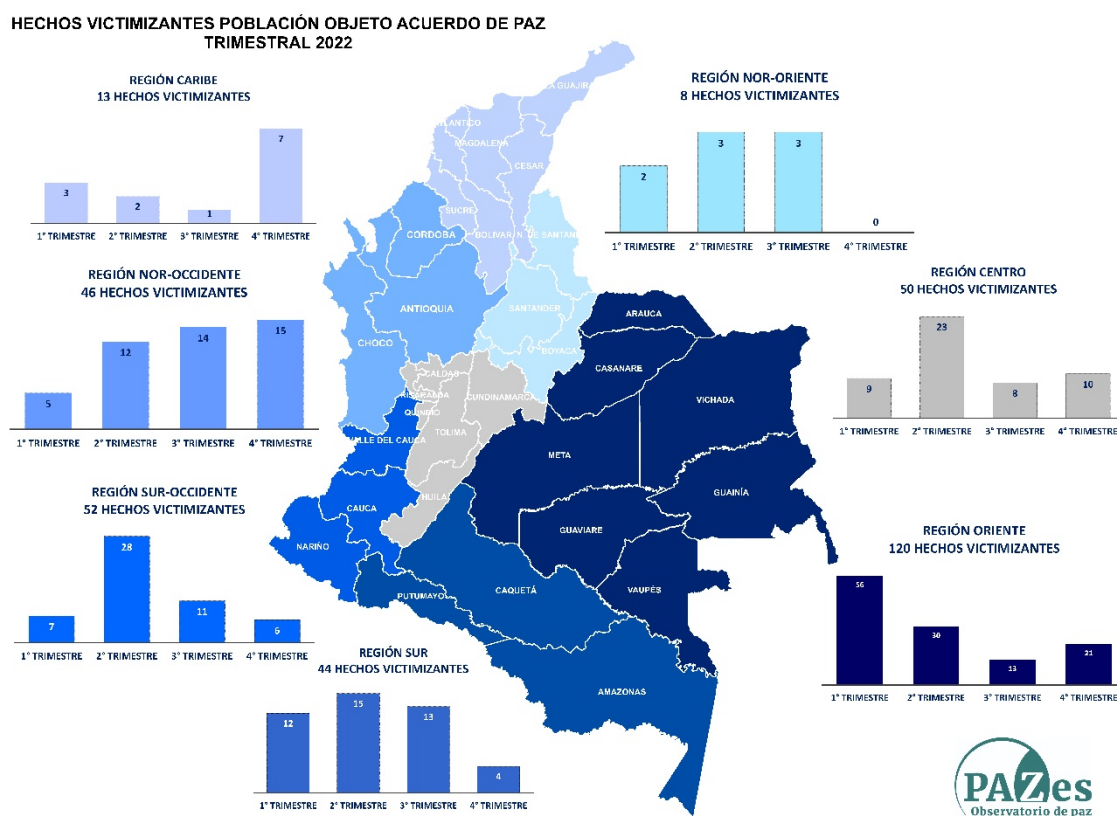 HECHOS VICTIMIZANTES POBLACIÓN OBJETO ACUERDO DE PAZ
TRIMESTRAL 2022
REGIÓN CARIBE
13 HECHOS VICTIMIZANTES
3
2
1
7
1° TRIMESTRE 2° TRIMESTRE 3° TRIMESTRE 4° TRIMESTRE
REGIÓN NOR-ORIENTE
8 HECHOS VICTIMIZANTES
2
3
3
0
1° TRIMESTRE 2° TRIMESTRE 3° TRIMESTRE 4° TRIMESTRE
REGIÓN NOR-OCCIDENTE
46 HECHOS VICTIMIZANTES
5
12
14
15
1° TRIMESTRE 2° TRIMESTRE 3° TRIMESTRE 4° TRIMESTRE
REGIÓN CENTRO
50 HECHOS VICTIMIZANTES
9
23
8
10
1° TRIMESTRE 2° TRIMESTRE 3° TRIMESTRE 4° TRIMESTRE
REGIÓN SUR-OCCIDENTE
52 HECHOS VICTIMIZANTES
7
28
11
6
1° TRIMESTRE 2° TRIMESTRE 3° TRIMESTRE 4° TRIMESTRE
REGIÓN ORIENTE
120 HECHOS VICTIMIZANTES
56
30
13
21
1° TRIMESTRE 2° TRIMESTRE 3° TRIMESTRE 4° TRIMESTRE
REGIÓN SUR
44 HECHOS VICTIMIZANTES
12
15
13
4
1° TRIMESTRE 2° TRIMESTRE 3° TRIMESTRE 4° TRIMESTRE
LA GUAJIRA
MAGDALENA
CESAR
SUCRE
BOLIVAR
CORDOBA
ANTIOQUIA
SANTANDER
CHOCO
BOYACA
ARAUCA
CASANARE
CALDAS
CUNDINAMARCA
VICHADA
QUINDIO
TOLIMA
VALLE DEL CAUCA
META
GUAINÍA
HUILA
CAUCA
GUAVIARE
NARIÑO
VAUPÉS
CAQUETÁ
PUTUMAYO
AMAZONAS
PAZes
Observatorio de paz